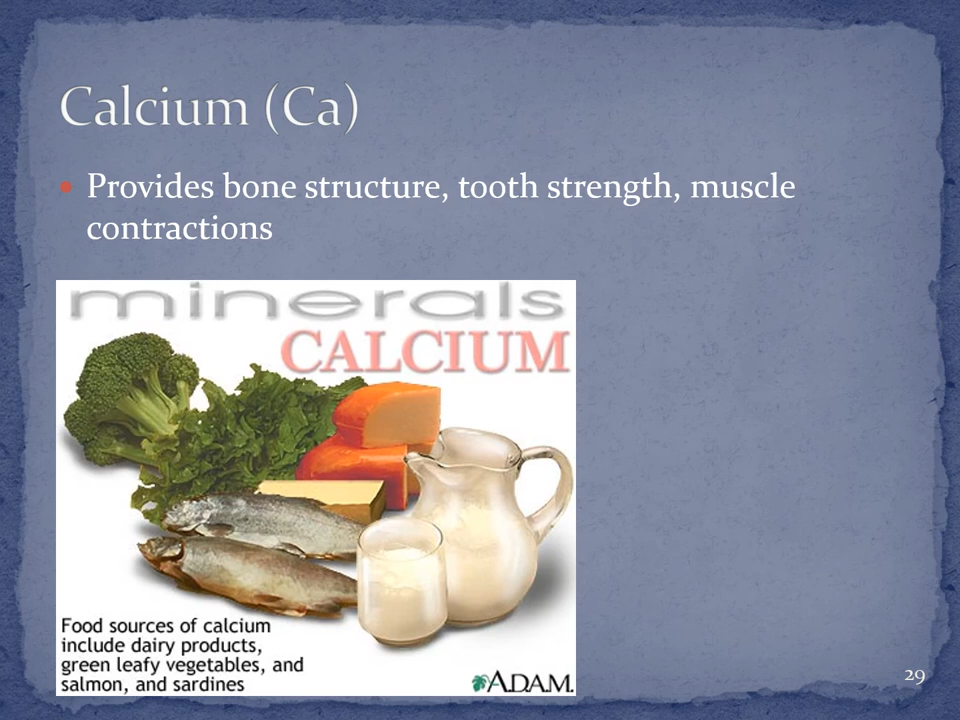 Calcium (Ca)
• Provides bone structure, tooth strength, muscle
contractions
minerals
CALCIUM
Food sources of calcium
include dairy products,
green leafy vegetables, and
salmon, and sardines
A.D.A.M.
29